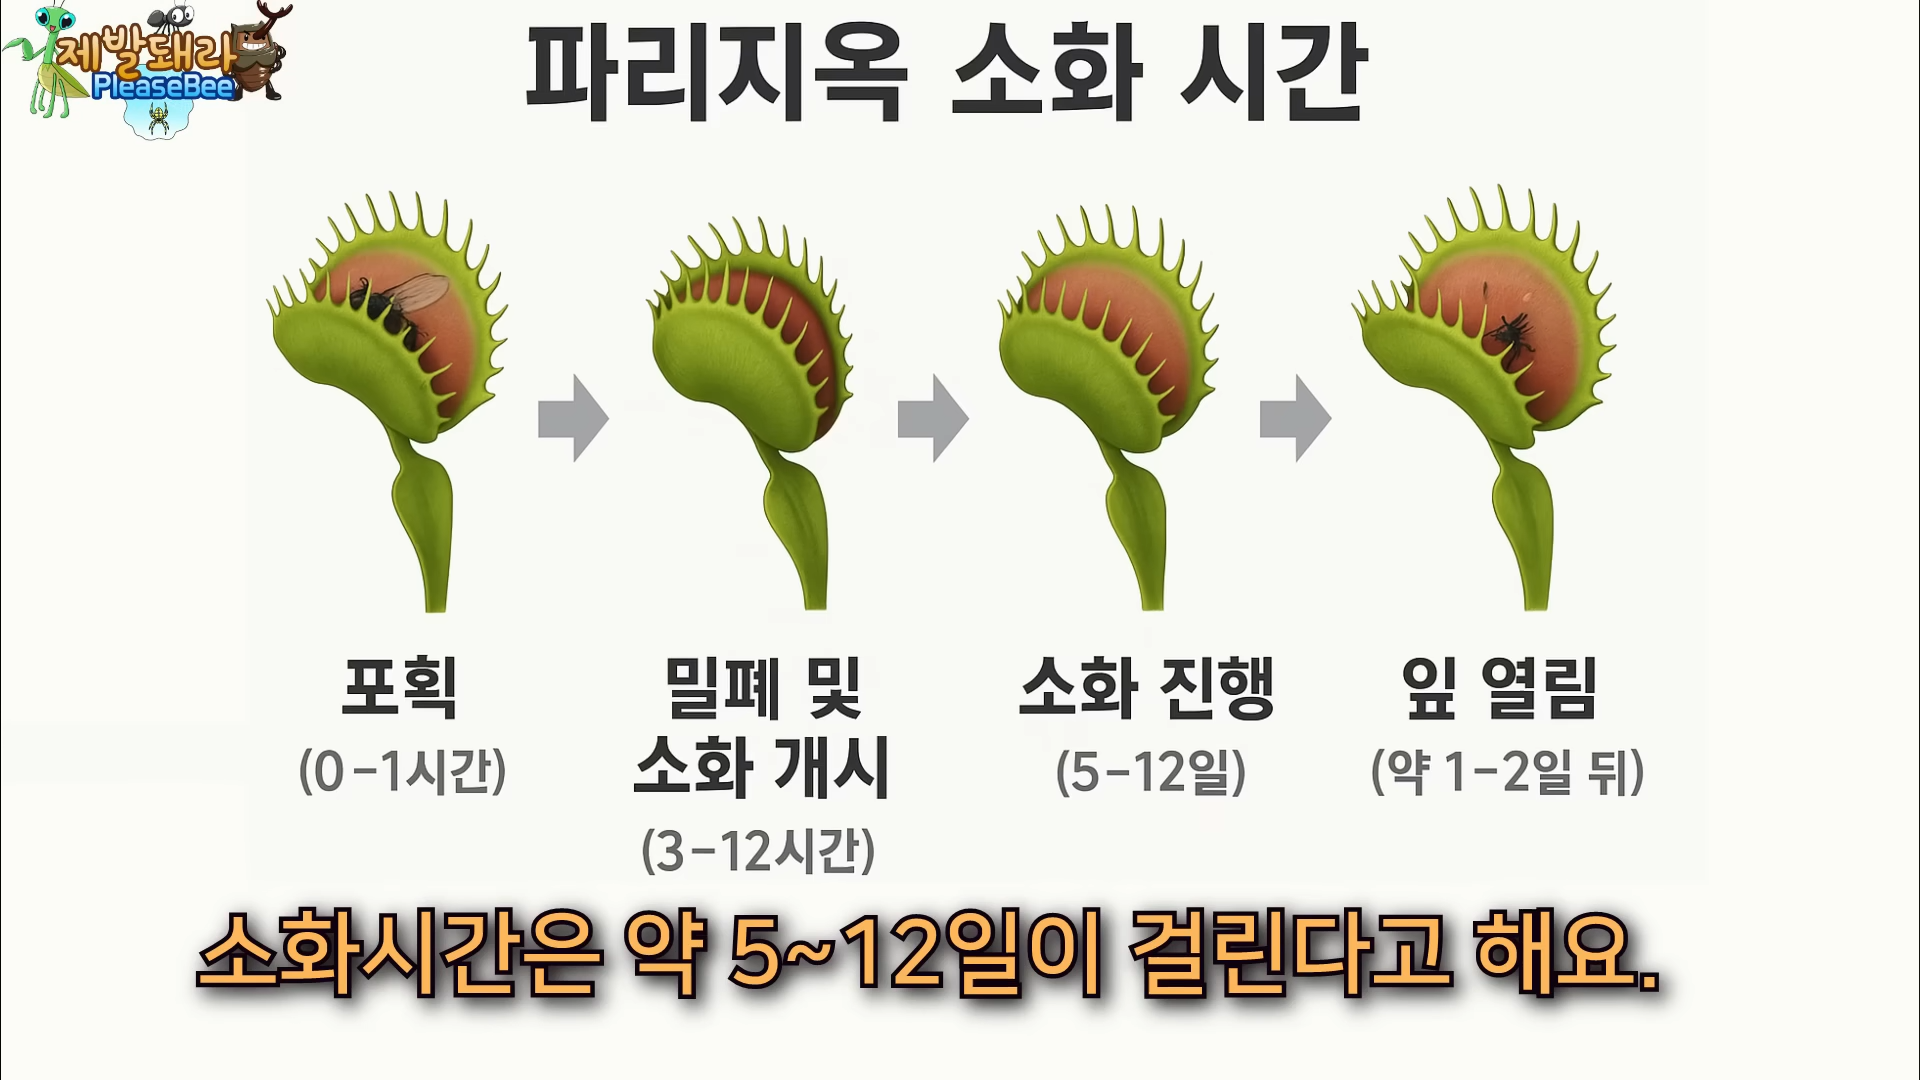 제발돼라
PleaseBee
파리지옥 소화 시간
포획
(0-1시간)
밀폐 및
소화 개시
(3-12시간)
소화 진행
(5-12일)
잎 열림
(약 1-2일 뒤)
소화시간은 약 5~12일이 걸린다고 해요.